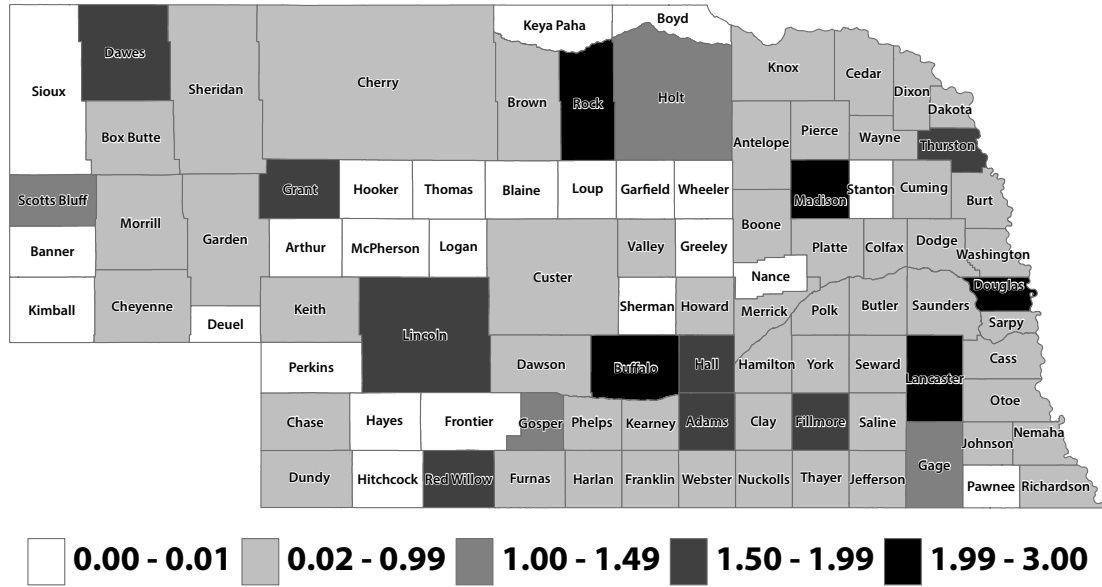 Keya Paha
Boyd
Dawes
Sioux
Sheridan
Cherry
Brown
Rock
Holt
Knox
Cedar
Dixon
Dakota
Box Butte
Antelope
Pierce
Wayne
Thurston
Scotts Bluff
Grant
Hooker
Thomas
Blaine
Loup
Garfield
Wheeler
Madison
Stanton
Cuming
Burt
Morrill
Garden
Banner
Arthur
McPherson
Logan
Custer
Valley
Greeley
Boone
Platte
Colfax
Dodge
Washington
Nance
Kimball
Cheyenne
Deuel
Keith
Lincoln
Sherman
Howard
Merrick
Polk
Butler
Saunders
Douglas
Sarpy
Perkins
Dawson
Buffalo
Hall
Hamilton
York
Seward
Lancaster
Cass
Otoe
Chase
Hayes
Frontier
Gosper
Phelps
Kearney
Adams
Clay
Fillmore
Saline
Johnson
Nemaha
Dundy
Hitchcock
Red Willow
Furnas
Harlan
Franklin
Webster
Nuckolls
Thayer
Jefferson
Gage
Pawnee
Richardson
0.00 - 0.01 0.02 - 0.99 1.00 - 1.49 1.50 - 1.99 1.99 - 3.00